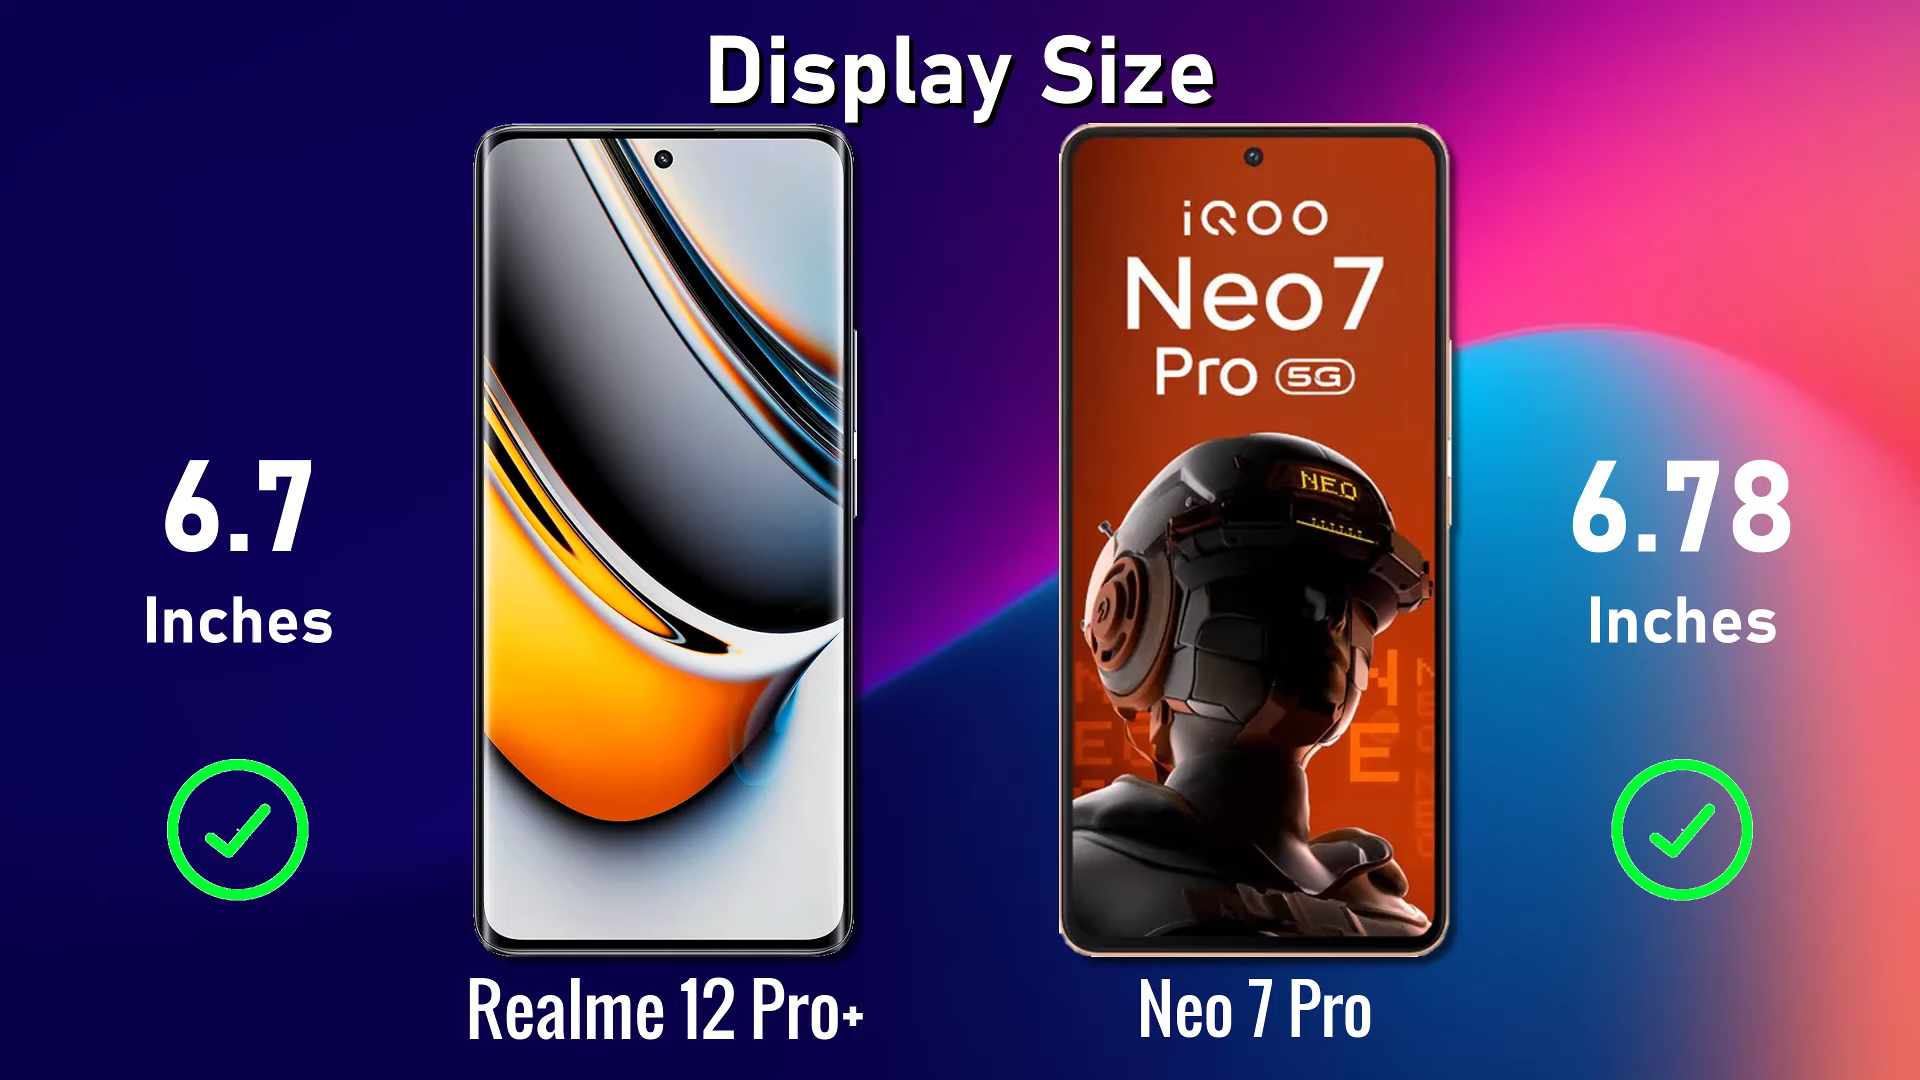 Display Size
iQOO
Neo7
Pro 5G
NEO
6.7
Inches
6.78
Inches
Realme 12 Pro+
Neo 7 Pro